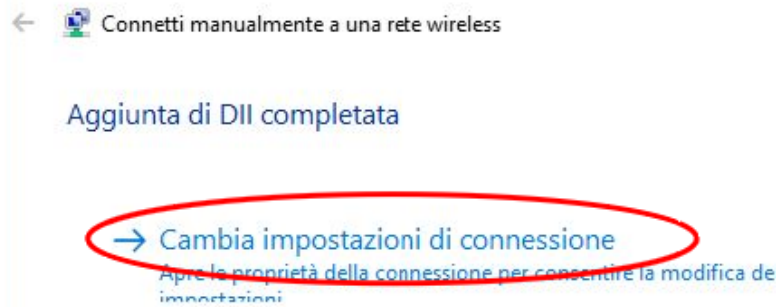 Connetti manualmente a una rete wireless
Aggiunta di DII completata
Cambia impostazioni di connessione
Apre le proprietà della connessione per consentire la modifica de
impostazioni